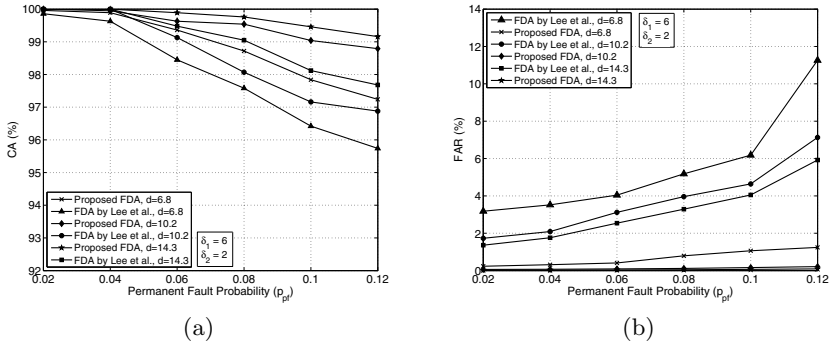 100
99
98
97
96
95
94
93
92
CA (%)
Proposed FDA, d=6.8
FDA by Lee et al., d=6.8
Proposed FDA, d=10.2
FDA by Lee et al., d=10.2
Proposed FDA, d=14.3
FDA by Lee et al., d=14.3
δ₁ = 6
δ₂ = 2
0.02 0.04 0.06 0.08 0.1 0.12
Permanent Fault Probability (p_pf)
(a)
14
12
10
8
6
4
2
0
FAR (%)
FDA by Lee et al., d=6.8
Proposed FDA, d=6.8
FDA by Lee et al., d=10.2
Proposed FDA, d=10.2
FDA by Lee et al., d=14.3
Proposed FDA, d=14.3
δ₁ = 6
δ₂ = 2
0.02 0.04 0.06 0.08 0.1 0.12
Permanent Fault Probability (p_pf)
(b)